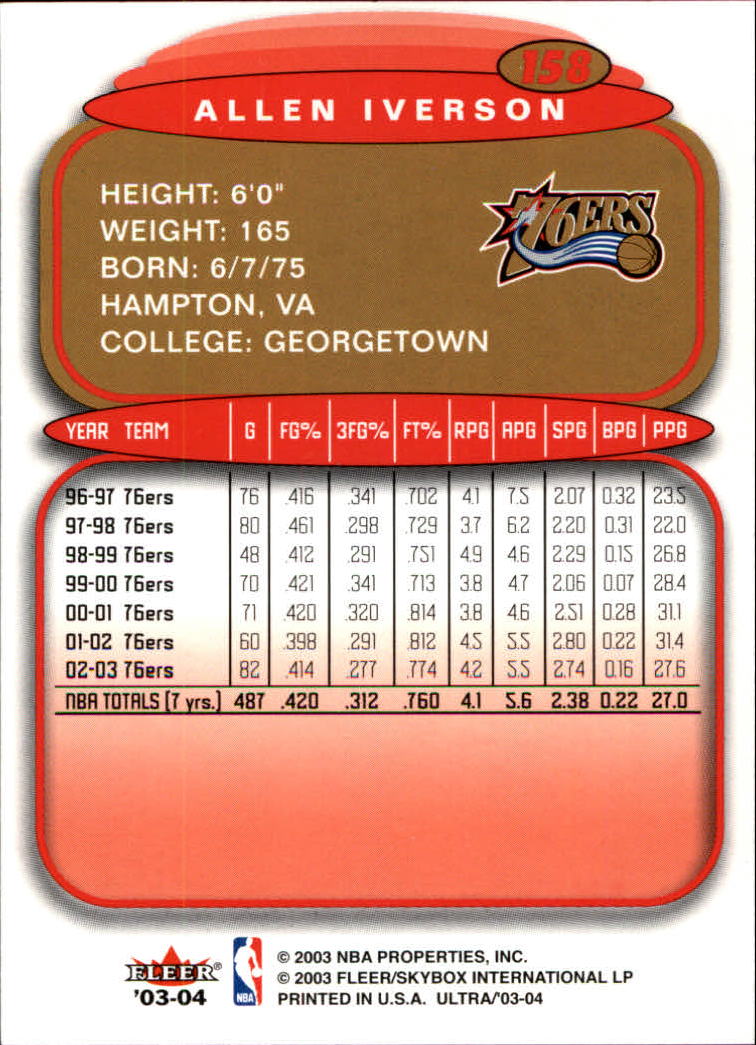 158
ALLEN IVERSON
HEIGHT: 6'0"
WEIGHT: 165
BORN: 6/7/75
HAMPTON, VA
COLLEGE: GEORGETOWN
76ERS
YEAR TEAM G FG% 3FG% FT% RPG APG SPG BPG PPG
96-97 76ers 76 .416 .341 .702 4.1 7.5 2.07 0.32 23.5
97-98 76ers 80 .461 .298 .729 3.7 6.2 2.20 0.31 22.0
98-99 76ers 48 .412 .291 .751 4.9 4.6 2.29 0.15 26.8
99-00 76ers 70 .421 .341 .713 3.8 4.7 2.06 0.07 28.4
00-01 76ers 71 .420 .320 .814 3.8 4.6 2.51 0.28 31.1
01-02 76ers 60 .398 .291 .812 4.5 5.5 2.80 0.22 31.4
02-03 76ers 82 .414 .277 .774 4.2 5.5 2.74 0.16 27.6
NBA TOTALS (7 yrs.) 487 .420 .312 .760 4.1 5.6 2.38 0.22 27.0
FLEER®
'03-04
NBA
© 2003 NBA PROPERTIES, INC.
© 2003 FLEER/SKYBOX INTERNATIONAL LP
PRINTED IN U.S.A. ULTRA/'03-04